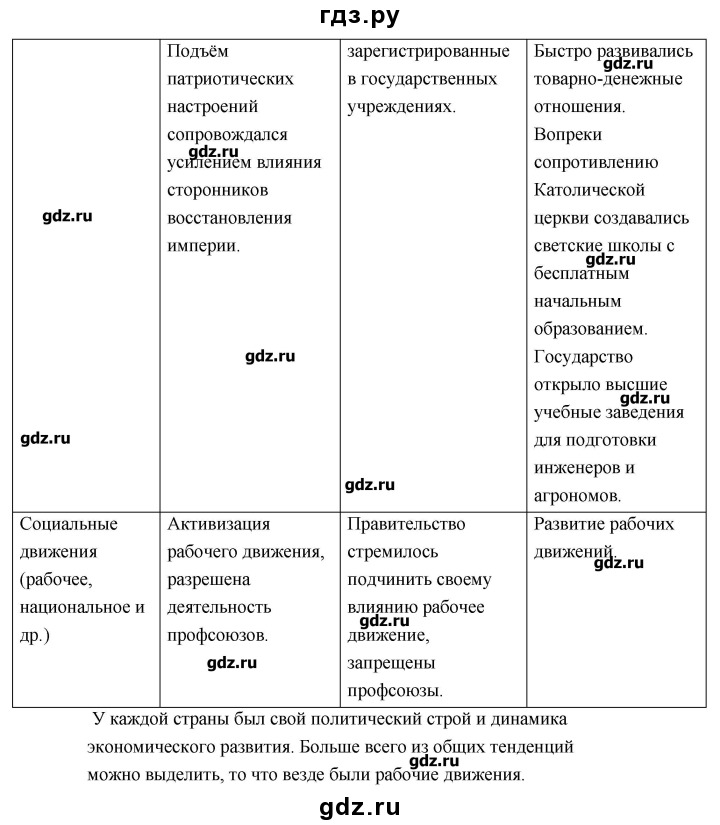 гдз.ру
Подъём
патриотических
настроений
сопровождался
усилением влияния
сторонников
восстановления
империи.
зарегистрированные
в государственных
учреждениях.
Быстро развивались
товарно-денежные
отношения.
Вопреки
сопротивлению
Католической
церкви создавались
светские школы с
бесплатным
начальным
образованием.
Государство
открыло высшие
учебные заведения
для подготовки
инженеров и
агрономов.
gdz.ru
gdz.ru
gdz.ru
gdz.ru
gdz.ru
gdz.ru
gdz.ru
gdz.ru
Социальные
движения
(рабочее,
национальное и
др.)
Активизация
рабочего движения,
разрешена
деятельность
профсоюзов.
Правительство
стремилось
подчинить своему
влиянию рабочее
движение,
запрещены
профсоюзы.
Развитие рабочих
движений.
gdz.ru
gdz.ru
gdz.ru
У каждой страны был свой политический строй и динамика
экономического развития. Больше всего из общих тенденций
можно выделить, то что везде были рабочие движения.
gdz.ru
gdz.ru